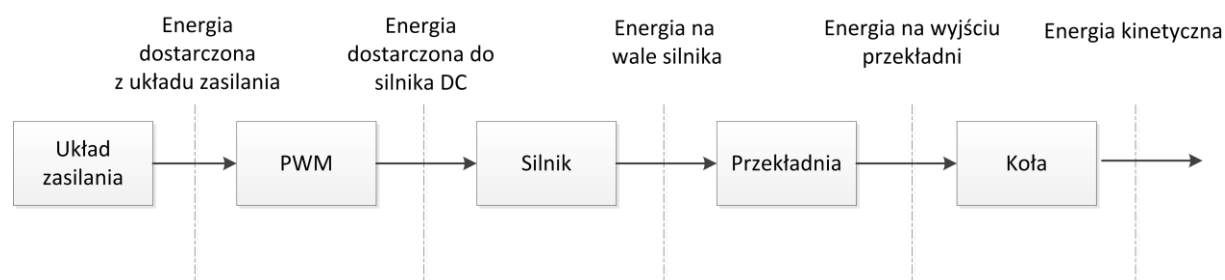 Energia
dostarczona
z układu zasilania
Energia
dostarczona do
silnika DC
Energia na
wale silnika
Energia na wyjściu
przekładni
Energia kinetyczna
Układ
zasilania
PWM
Silnik
Przekładnia
Koła